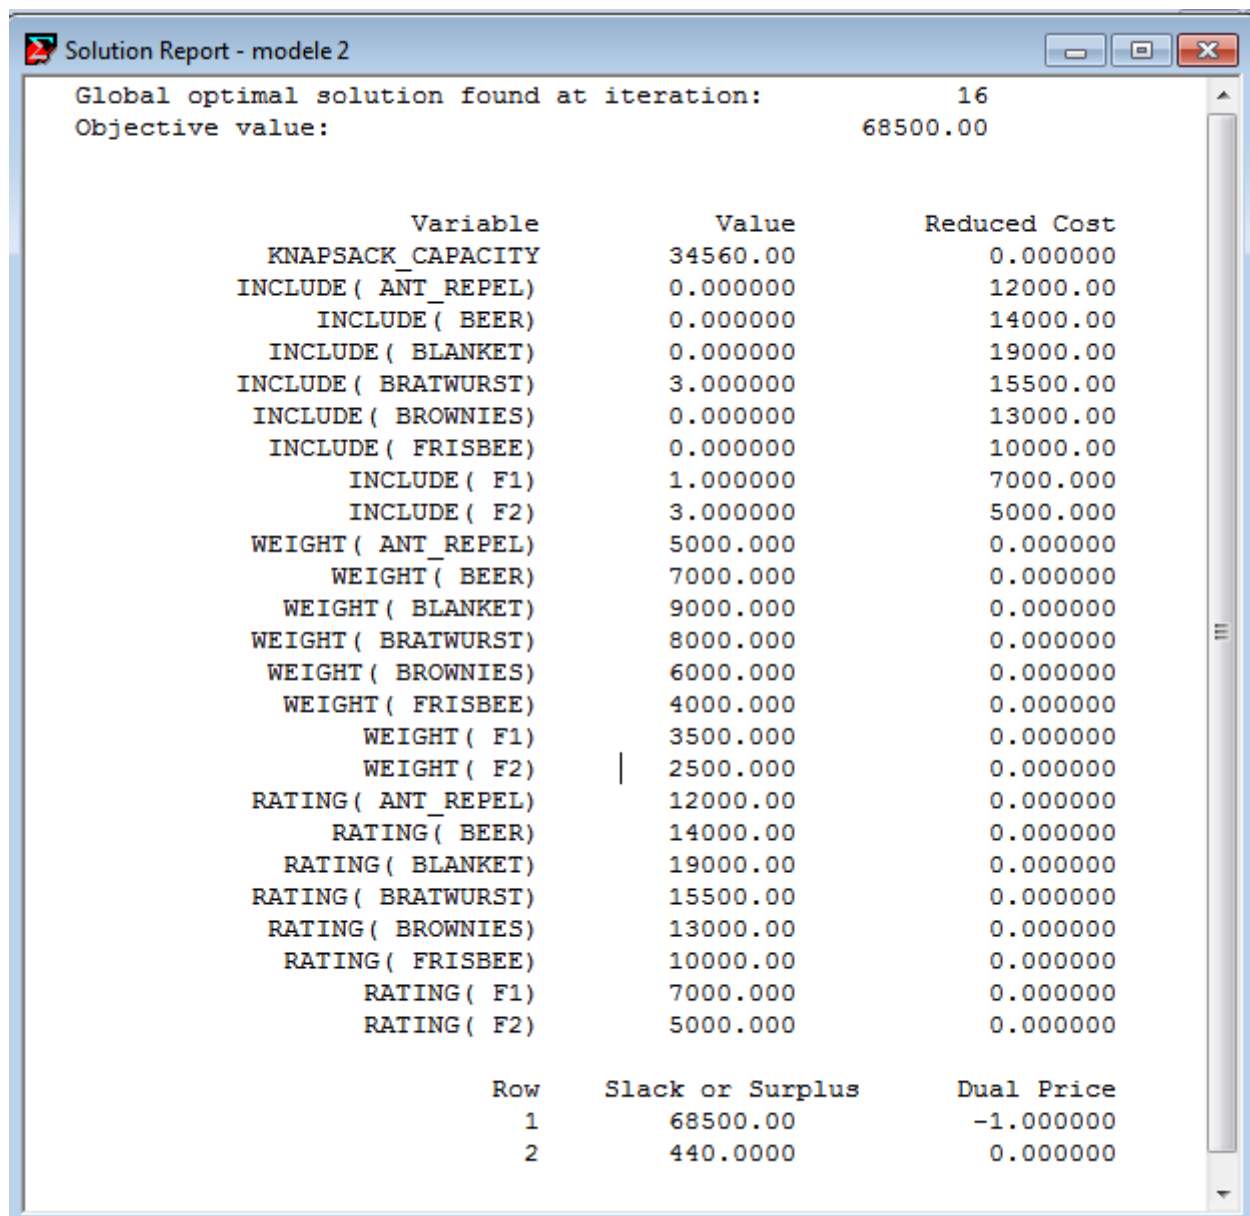 Solution Report - modele 2
Global optimal solution found at iteration: 16
Objective value: 68500.00
Variable Value Reduced Cost
KNAPSACK_CAPACITY 34560.00 0.000000
INCLUDE( ANT_REPEL) 0.000000 12000.00
INCLUDE( BEER) 0.000000 14000.00
INCLUDE( BLANKET) 0.000000 19000.00
INCLUDE( BRATWURST) 3.000000 15500.00
INCLUDE( BROWNIES) 0.000000 13000.00
INCLUDE( FRISBEE) 0.000000 10000.00
INCLUDE( F1) 1.000000 7000.000
INCLUDE( F2) 3.000000 5000.000
WEIGHT( ANT_REPEL) 5000.000 0.000000
WEIGHT( BEER) 7000.000 0.000000
WEIGHT( BLANKET) 9000.000 0.000000
WEIGHT( BRATWURST) 8000.000 0.000000
WEIGHT( BROWNIES) 6000.000 0.000000
WEIGHT( FRISBEE) 4000.000 0.000000
WEIGHT( F1) 3500.000 0.000000
WEIGHT( F2) 2500.000 0.000000
RATING( ANT_REPEL) 12000.00 0.000000
RATING( BEER) 14000.00 0.000000
RATING( BLANKET) 19000.00 0.000000
RATING( BRATWURST) 15500.00 0.000000
RATING( BROWNIES) 13000.00 0.000000
RATING( FRISBEE) 10000.00 0.000000
RATING( F1) 7000.000 0.000000
RATING( F2) 5000.000 0.000000
Row Slack or Surplus Dual Price
1 68500.00 -1.000000
2 440.0000 0.000000